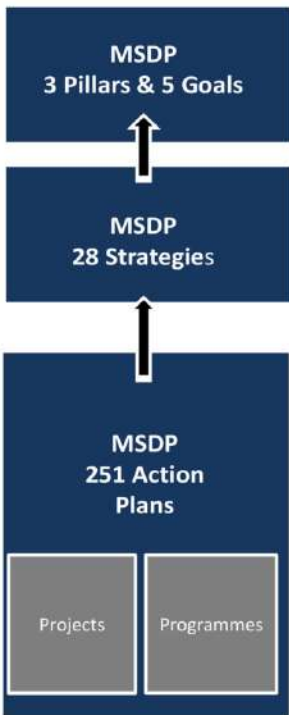 MSDP
3 Pillars & 5 Goals
MSDP
28 Strategies
MSDP
251 Action
Plans
Projects
Programmes